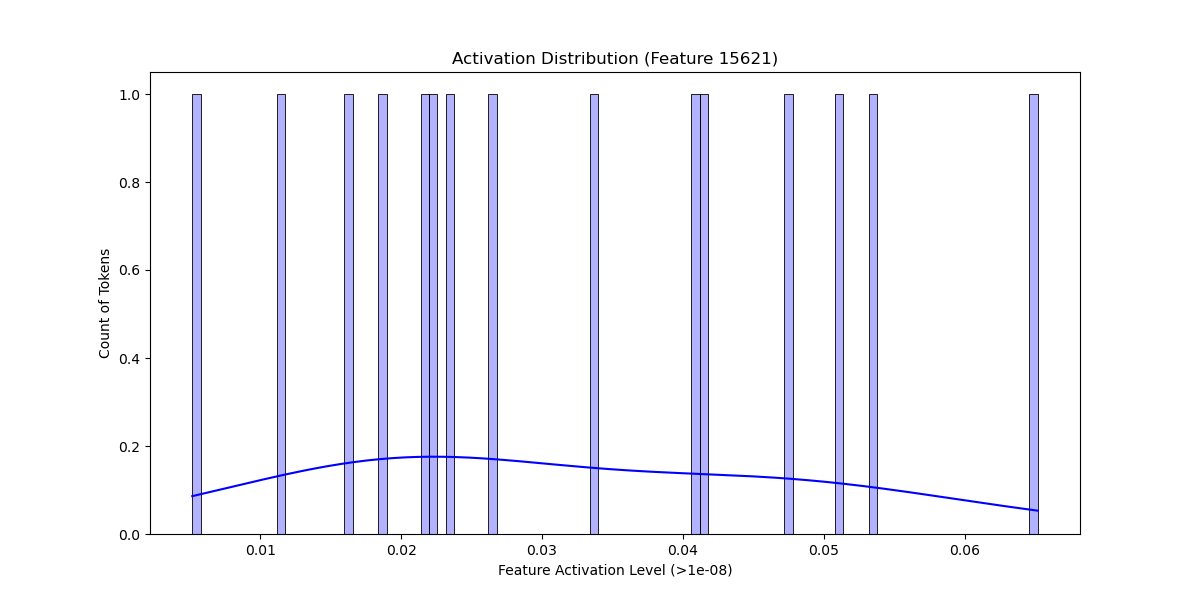 Activation Distribution (Feature 15621)
1.0
0.8
0.6
0.4
0.2
0.0
Count of Tokens
0.01 0.02 0.03 0.04 0.05 0.06
Feature Activation Level (>1e-08)